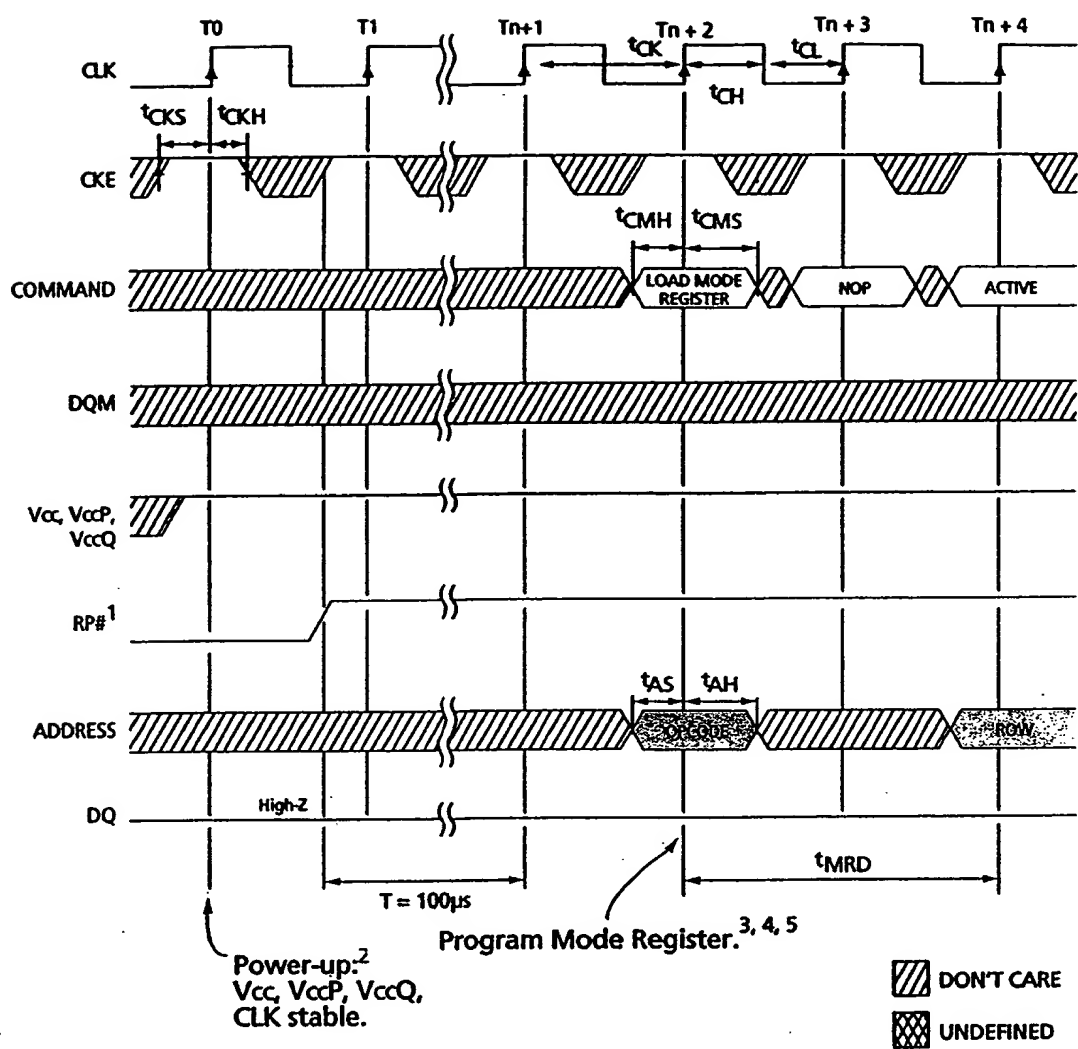 T0 T1 Tn+1 Tn + 2 Tn + 3 Tn + 4
CLK
tCK tCL
tCH
tCKS tCKH
CKE
tCMH tCMS
COMMAND
LOAD MODE
REGISTER
NOP
ACTIVE
DQM
Vcc, VccP,
VccQ
RP#1
tAS tAH
ADDRESS OPCODE ROW
High-Z
DQ
T = 100µs
tMRD
Program Mode Register.3, 4, 5
Power-up:2
Vcc, VccP, VccQ,
CLK stable.
DON'T CARE
UNDEFINED